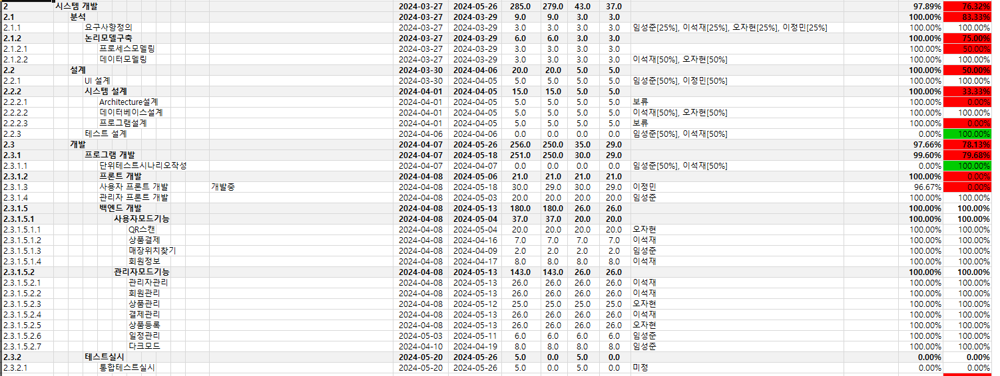 2 시스템 개발 2024-03-27 2024-05-26 285.0 279.0 43.0 37.0 97.89% 76.32%
2.1 분석 2024-03-27 2024-03-29 9.0 9.0 3.0 3.0 100.00% 83.33%
2.1.1 요구사항정의 2024-03-27 2024-03-29 3.0 3.0 3.0 3.0 임성준[25%], 이석재[25%], 오자현[25%], 이정민[25%] 100.00% 100.00%
2.1.2 논리모델구축 2024-03-27 2024-03-29 6.0 6.0 3.0 3.0 100.00% 75.00%
2.1.2.1 프로세스모델링 2024-03-27 2024-03-29 3.0 3.0 3.0 3.0 100.00% 50.00%
2.1.2.2 데이터모델링 2024-03-27 2024-03-29 3.0 3.0 3.0 3.0 이석재[50%], 오자현[50%] 100.00% 100.00%
2.2 설계 2024-03-30 2024-04-06 20.0 20.0 5.0 5.0 100.00% 50.00%
2.2.1 UI 설계 2024-03-30 2024-04-05 5.0 5.0 5.0 5.0 임성준[50%], 이정민[50%] 100.00% 100.00%
2.2.2 시스템 설계 2024-04-01 2024-04-05 15.0 15.0 5.0 5.0 100.00% 33.33%
2.2.2.1 Architecture설계 2024-04-01 2024-04-05 5.0 5.0 5.0 5.0 보류 100.00% 0.00%
2.2.2.2 데이터베이스설계 2024-04-01 2024-04-05 5.0 5.0 5.0 5.0 이석재[50%], 오자현[50%] 100.00% 100.00%
2.2.2.3 프로그램설계 2024-04-01 2024-04-05 5.0 5.0 5.0 5.0 보류 100.00% 0.00%
2.2.3 테스트 설계 2024-04-06 2024-04-06 0.0 0.0 0.0 0.0 임성준[50%], 이석재[50%] 0.00% 100.00%
2.3 개발 2024-04-07 2024-05-26 256.0 250.0 35.0 29.0 97.66% 78.13%
2.3.1 프로그램 개발 2024-04-07 2024-05-18 251.0 250.0 30.0 29.0 99.60% 79.68%
2.3.1.1 단위테스트시나리오작성 2024-04-07 2024-04-07 0.0 0.0 0.0 0.0 임성준[50%], 이석재[50%] 0.00% 100.00%
2.3.1.2 프론트 개발 2024-04-08 2024-05-06 21.0 21.0 21.0 21.0 100.00% 0.00%
2.3.1.3 사용자 프론트 개발 개발중 2024-04-08 2024-05-18 30.0 29.0 30.0 29.0 이정민 96.67% 0.00%
2.3.1.4 관리자 프론트 개발 2024-04-08 2024-05-03 20.0 20.0 20.0 20.0 임성준 100.00% 100.00%
2.3.1.5 백엔드 개발 2024-04-08 2024-05-13 180.0 180.0 26.0 26.0 100.00% 100.00%
2.3.1.5.1 사용자모드기능 2024-04-08 2024-05-04 37.0 37.0 20.0 20.0 100.00% 100.00%
2.3.1.5.1.1 QR스캔 2024-04-08 2024-05-04 20.0 20.0 20.0 20.0 오자현 100.00% 100.00%
2.3.1.5.1.2 상품결제 2024-04-08 2024-04-16 7.0 7.0 7.0 7.0 이석재 100.00% 100.00%
2.3.1.5.1.3 매장위치찾기 2024-04-08 2024-04-09 2.0 2.0 2.0 2.0 임성준 100.00% 100.00%
2.3.1.5.1.4 회원정보 2024-04-08 2024-04-17 8.0 8.0 8.0 8.0 이석재 100.00% 100.00%
2.3.1.5.2 관리자모드기능 2024-04-08 2024-05-13 143.0 143.0 26.0 26.0 100.00% 100.00%
2.3.1.5.2.1 관리자관리 2024-04-08 2024-05-13 26.0 26.0 26.0 26.0 이석재 100.00% 100.00%
2.3.1.5.2.2 회원관리 2024-04-08 2024-05-13 26.0 26.0 26.0 26.0 이석재 100.00% 100.00%
2.3.1.5.2.3 상품관리 2024-04-08 2024-05-12 25.0 25.0 25.0 25.0 오자현 100.00% 100.00%
2.3.1.5.2.4 결제관리 2024-04-08 2024-05-13 26.0 26.0 26.0 26.0 이석재 100.00% 100.00%
2.3.1.5.2.5 상품등록 2024-04-08 2024-05-13 26.0 26.0 26.0 26.0 오자현 100.00% 100.00%
2.3.1.5.2.6 일정관리 2024-05-03 2024-05-11 6.0 6.0 6.0 6.0 임성준 100.00% 100.00%
2.3.1.5.2.7 다크모드 2024-04-10 2024-04-19 8.0 8.0 8.0 8.0 임성준 100.00% 100.00%
2.3.2 테스트실시 2024-05-20 2024-05-26 5.0 0.0 5.0 0.0 0.00% 0.00%
2.3.2.1 통합테스트실시 2024-05-20 2024-05-26 5.0 0.0 5.0 0.0 미정 0.00% 0.00%